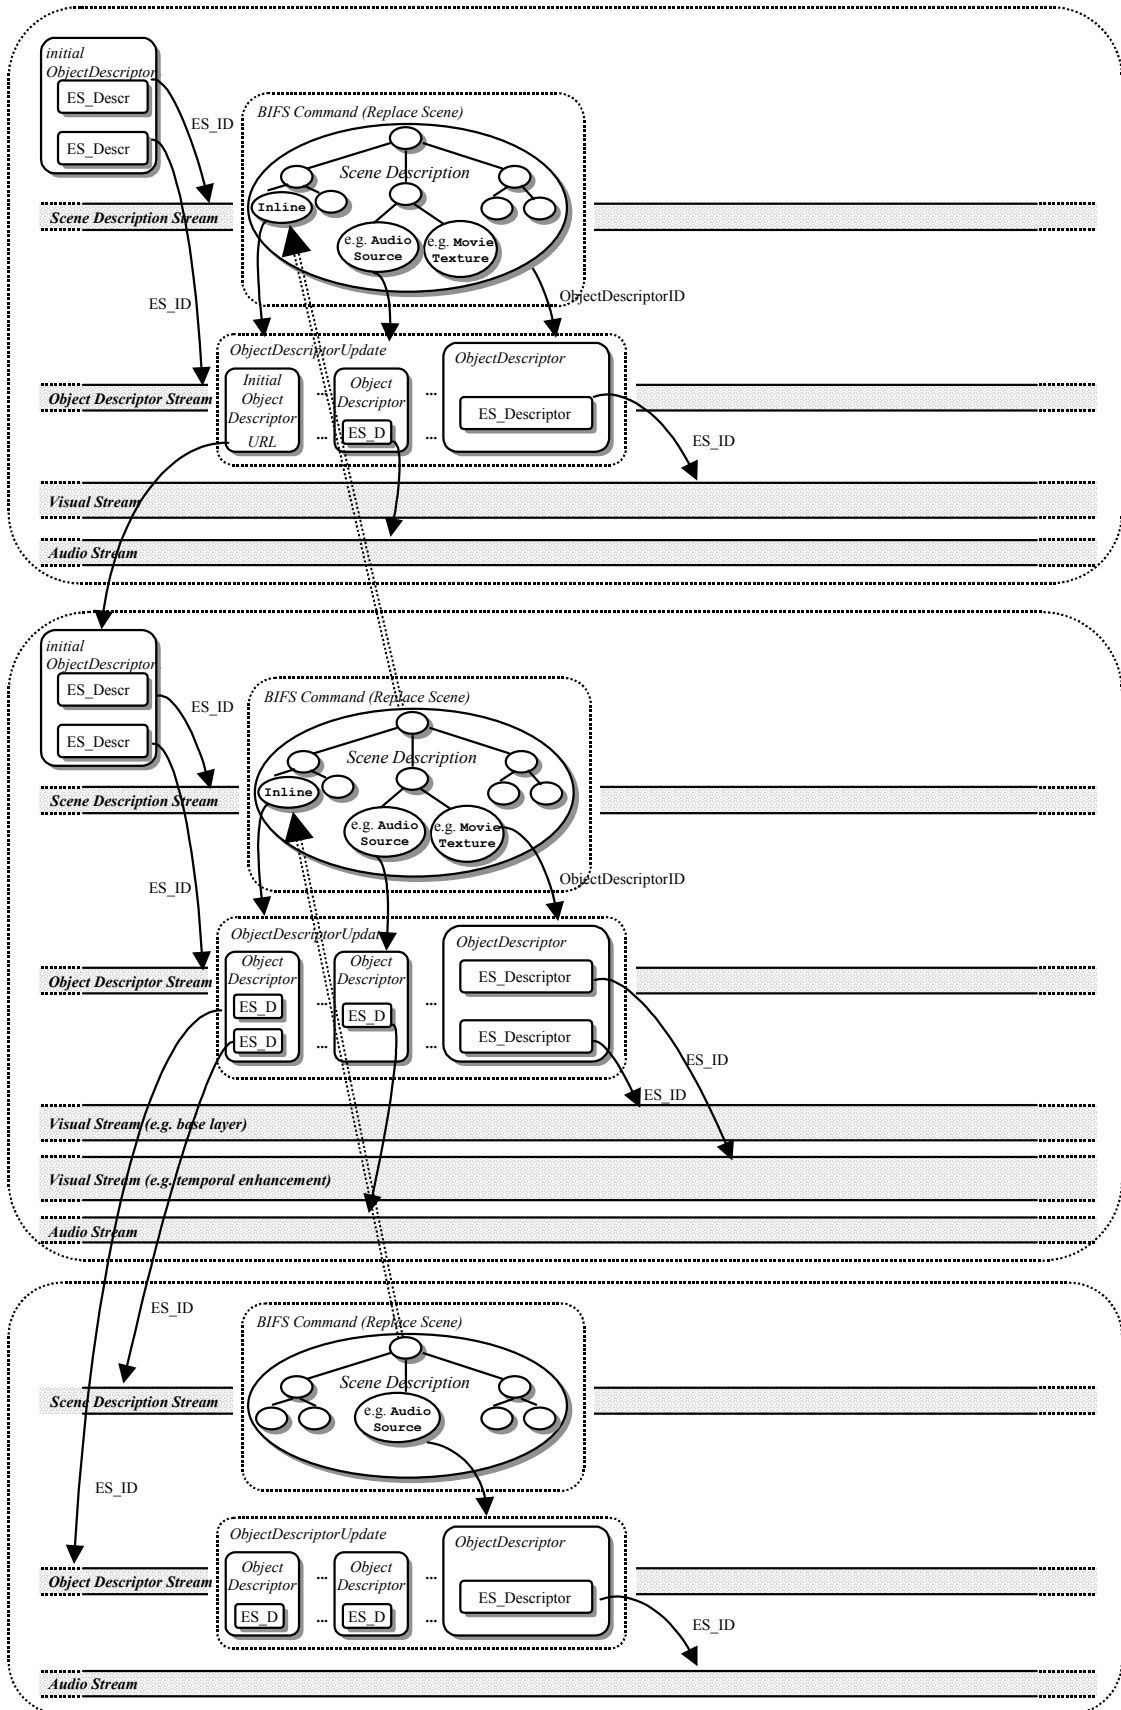 initial
ObjectDescriptor
ES_Descr
ES_Descr
ES_ID
BIFS Command (Replace Scene)
Scene Description
Inline
e.g. Audio
Source
e.g. Movie
Texture
Scene Description Stream
ES_ID
ObjectDescriptorID
ObjectDescriptorUpdate
Initial
Object
Descriptor
URL
...
...
Object
Descriptor
ES_D
...
...
ObjectDescriptor
ES_Descriptor
Object Descriptor Stream
ES_ID
Visual Stream
Audio Stream
initial
ObjectDescriptor
ES_Descr
ES_Descr
ES_ID
BIFS Command (Replace Scene)
Scene Description
Inline
e.g. Audio
Source
e.g. Movie
Texture
Scene Description Stream
ES_ID
ObjectDescriptorID
ObjectDescriptorUpdate
Object
Descriptor
ES_D
ES_D
...
...
Object
Descriptor
ES_D
...
...
ObjectDescriptor
ES_Descriptor
ES_Descriptor
Object Descriptor Stream
ES_ID
ES_ID
Visual Stream (e.g. base layer)
Visual Stream (e.g. temporal enhancement)
Audio Stream
ES_ID
BIFS Command (Replace Scene)
Scene Description
e.g. Audio
Source
Scene Description Stream
ES_ID
ObjectDescriptorUpdate
Object
Descriptor
ES_D
...
...
Object
Descriptor
ES_D
...
...
ObjectDescriptor
ES_Descriptor
Object Descriptor Stream
ES_ID
Audio Stream